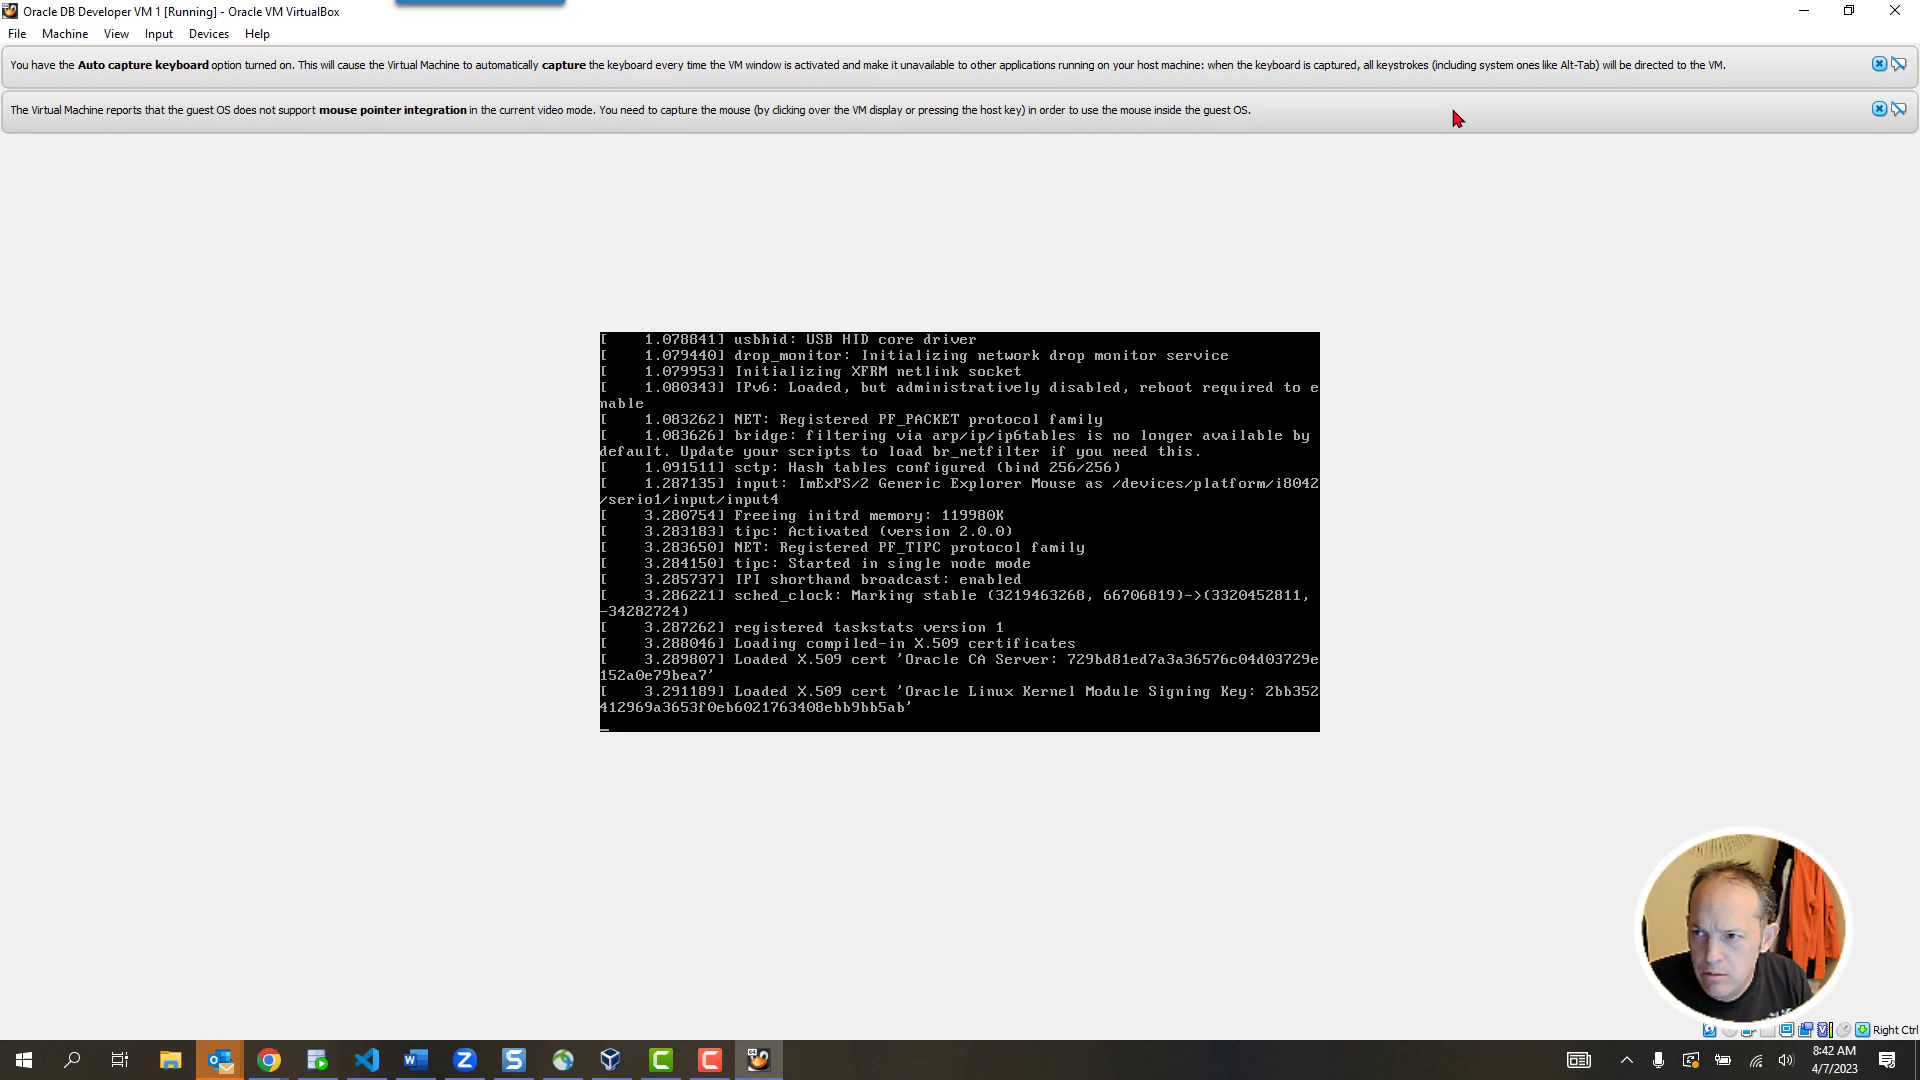 Oracle DB Developer VM 1 [Running] - Oracle VM VirtualBox
File Machine View Input Devices Help
You have the Auto capture keyboard option turned on. This will cause the Virtual Machine to automatically capture the keyboard every time the VM window is activated and make it unavailable to other applications running on your host machine: when the keyboard is captured, all keystrokes (including system ones like Alt-Tab) will be directed to the VM.
The Virtual Machine reports that the guest OS does not support mouse pointer integration in the current video mode. You need to capture the mouse (by clicking over the VM display or pressing the host key) in order to use the mouse inside the guest OS.
[    1.078841] usbhid: USB HID core driver
[    1.079440] drop_monitor: Initializing network drop monitor service
[    1.079953] Initializing XFRM netlink socket
[    1.080343] IPv6: Loaded, but administratively disabled, reboot required to e
nable
[    1.083262] NET: Registered PF_PACKET protocol family
[    1.083626] bridge: filtering via arp/ip/ip6tables is no longer available by
default. Update your scripts to load br_netfilter if you need this.
[    1.091511] sctp: Hash tables configured (bind 256/256)
[    1.287135] input: ImExPS/2 Generic Explorer Mouse as /devices/platform/i8042
/serio1/input/input4
[    3.280754] Freeing initrd memory: 119980K
[    3.283183] tipc: Activated (version 2.0.0)
[    3.283650] NET: Registered PF_TIPC protocol family
[    3.284150] tipc: Started in single node mode
[    3.285737] IPI shorthand broadcast: enabled
[    3.286221] sched_clock: Marking stable (3219463268, 66706819)->(3320452811,
-34282724)
[    3.287262] registered taskstats version 1
[    3.288046] Loading compiled-in X.509 certificates
[    3.289807] Loaded X.509 cert 'Oracle CA Server: 729bd81ed7a3a36576c04d03729e
152a0e79bea7'
[    3.291189] Loaded X.509 cert 'Oracle Linux Kernel Module Signing Key: 2bb352
412969a3653f0eb6021763408ebb9bb5ab'
Right Ctrl
8:42 AM
4/7/2023